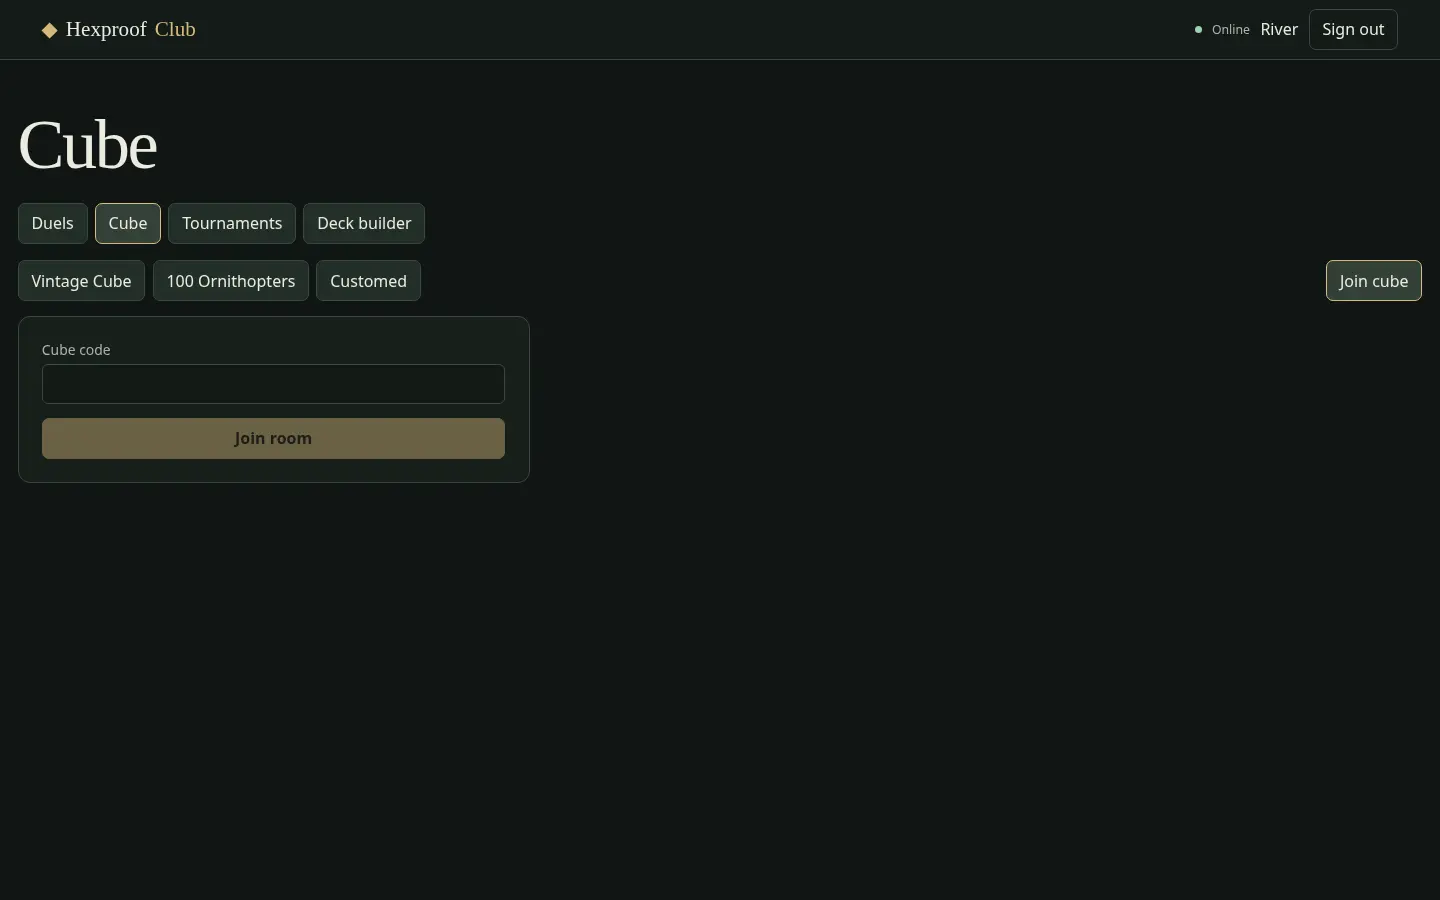 Hexproof Club
Online River Sign out
Cube
Duels Cube Tournaments Deck builder
Vintage Cube 100 Ornithopters Customed Join cube
Cube code
Join room